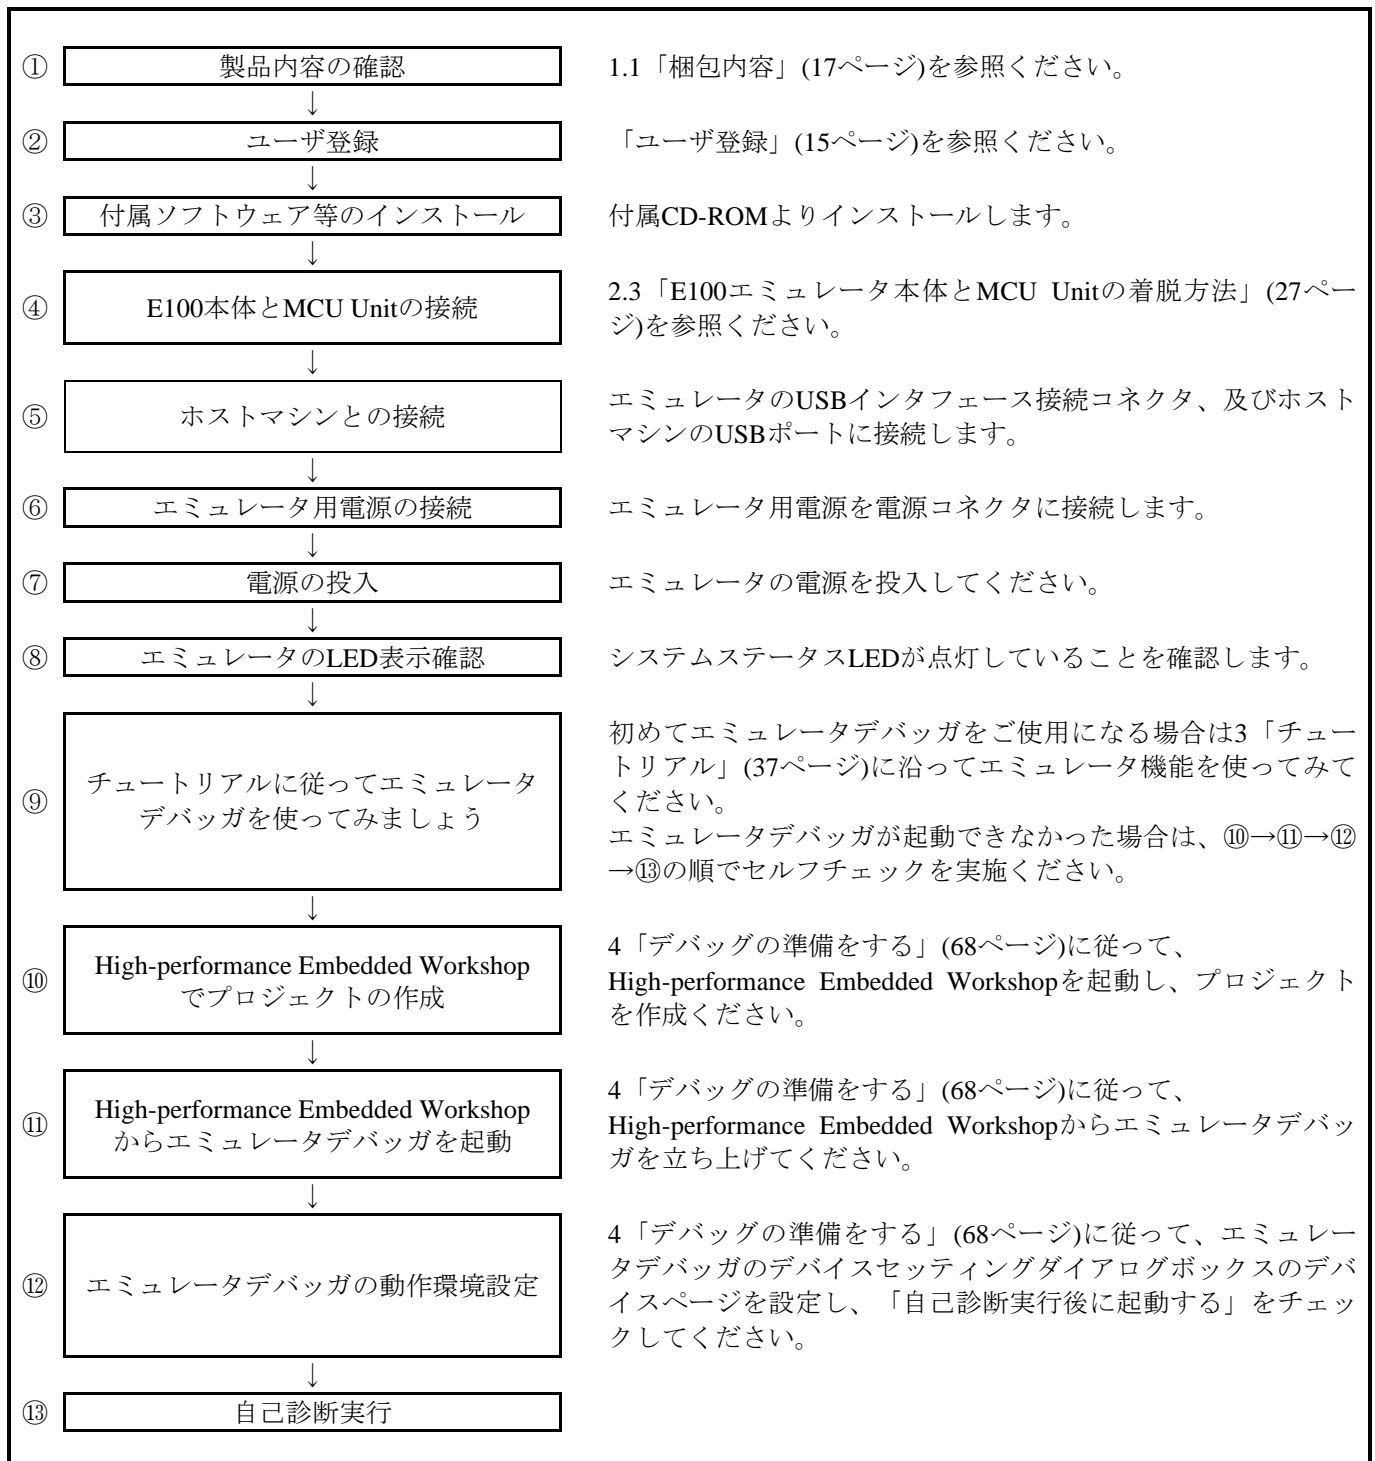 ① 製品内容の確認 1.1「梱包内容」(17ページ)を参照ください。
↓
② ユーザ登録 「ユーザ登録」(15ページ)を参照ください。
↓
③ 付属ソフトウェア等のインストール 付属CD-ROMよりインストールします。
↓
④ E100本体とMCU Unitの接続
2.3「E100エミュレータ本体とMCU Unitの着脱方法」(27ペー
ジ)を参照ください。
↓
⑤ ホストマシンとの接続
エミュレータのUSBインタフェース接続コネクタ、及びホスト
マシンのUSBポートに接続します。
↓
⑥ エミュレータ用電源の接続 エミュレータ用電源を電源コネクタに接続します。
↓
⑦ 電源の投入 エミュレータの電源を投入してください。
↓
⑧ エミュレータのLED表示確認 システムステータスLEDが点灯していることを確認します。
↓
⑨ チュートリアルに従ってエミュレータ
デバッガを使ってみましょう
初めてエミュレータデバッガをご使用になる場合は3「チュー
トリアル」(37ページ)に沿ってエミュレータ機能を使ってみて
ください。
エミュレータデバッガが起動できなかった場合は、⑩→⑪→⑫
→⑬の順でセルフチェックを実施ください。
↓
⑩ High-performance Embedded Workshop
でプロジェクトの作成
4「デバッグの準備をする」(68ページ)に従って、
High-performance Embedded Workshopを起動し、プロジェクト
を作成ください。
↓
⑪ High-performance Embedded Workshop
からエミュレータデバッガを起動
4「デバッグの準備をする」(68ページ)に従って、
High-performance Embedded Workshopからエミュレータデバッ
ガを立ち上げてください。
↓
⑫ エミュレータデバッガの動作環境設定
4「デバッグの準備をする」(68ページ)に従って、エミュレー
タデバッガのデバイスセッティングダイアログボックスのデバ
イスページを設定し、「自己診断実行後に起動する」をチェッ
クしてください。
↓
⑬ 自己診断実行